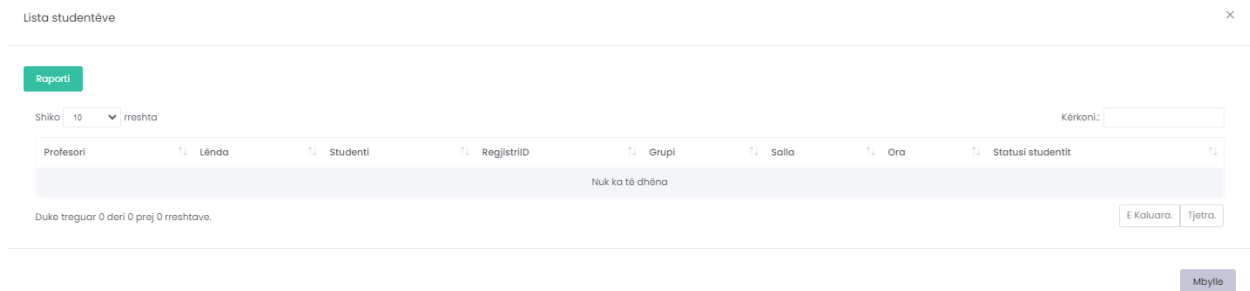 Lista studentëve ×
Raporti
Shiko 10 rreshta Kërkoni.:
Profesori Lënda Studenti RegjistriID Grupi Salla Ora Statusi studentit
Nuk ka të dhëna
Duke treguar 0 deri 0 prej 0 rreshtave. E Kaluara. Tjetra.
Mbylle